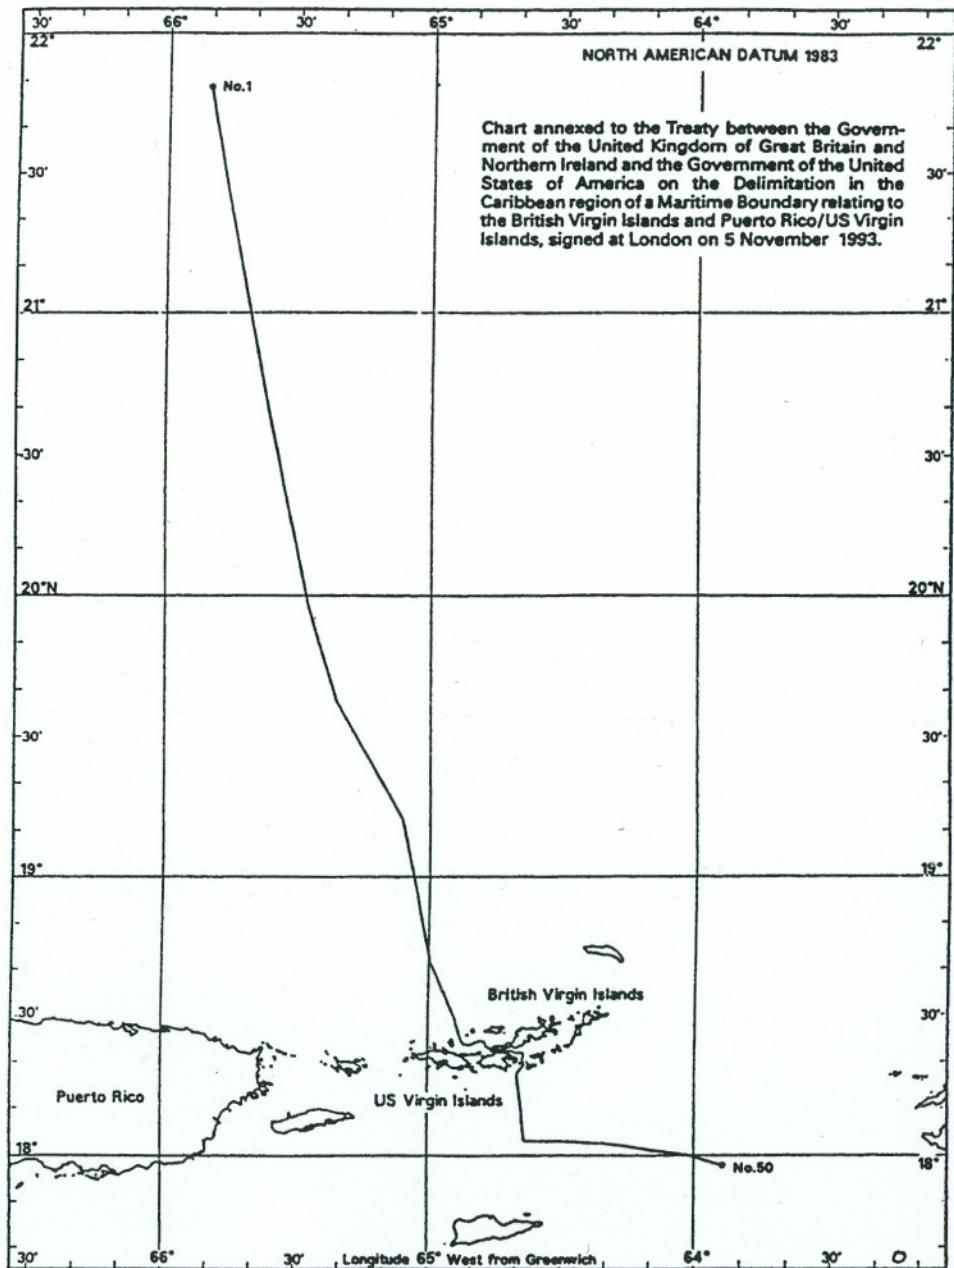 30' 66° 30' 65° 30' 64° 30'
22° 22°
NORTH AMERICAN DATUM 1983
No.1
Chart annexed to the Treaty between the Govern-
ment of the United Kingdom of Great Britain and
Northern Ireland and the Government of the United
States of America on the Delimitation in the
Caribbean region of a Maritime Boundary relating to
the British Virgin Islands and Puerto Rico/US Virgin
Islands, signed at London on 5 November 1993.
30' 30'
21° 21°
30' 30'
20° 20°N
30' 30'
19° 19°
British Virgin Islands
30' 30'
Puerto Rico
US Virgin Islands
18° 18°
No.50
30' 66° 30' 65° 64° 30'
Longitude West from Greenwich